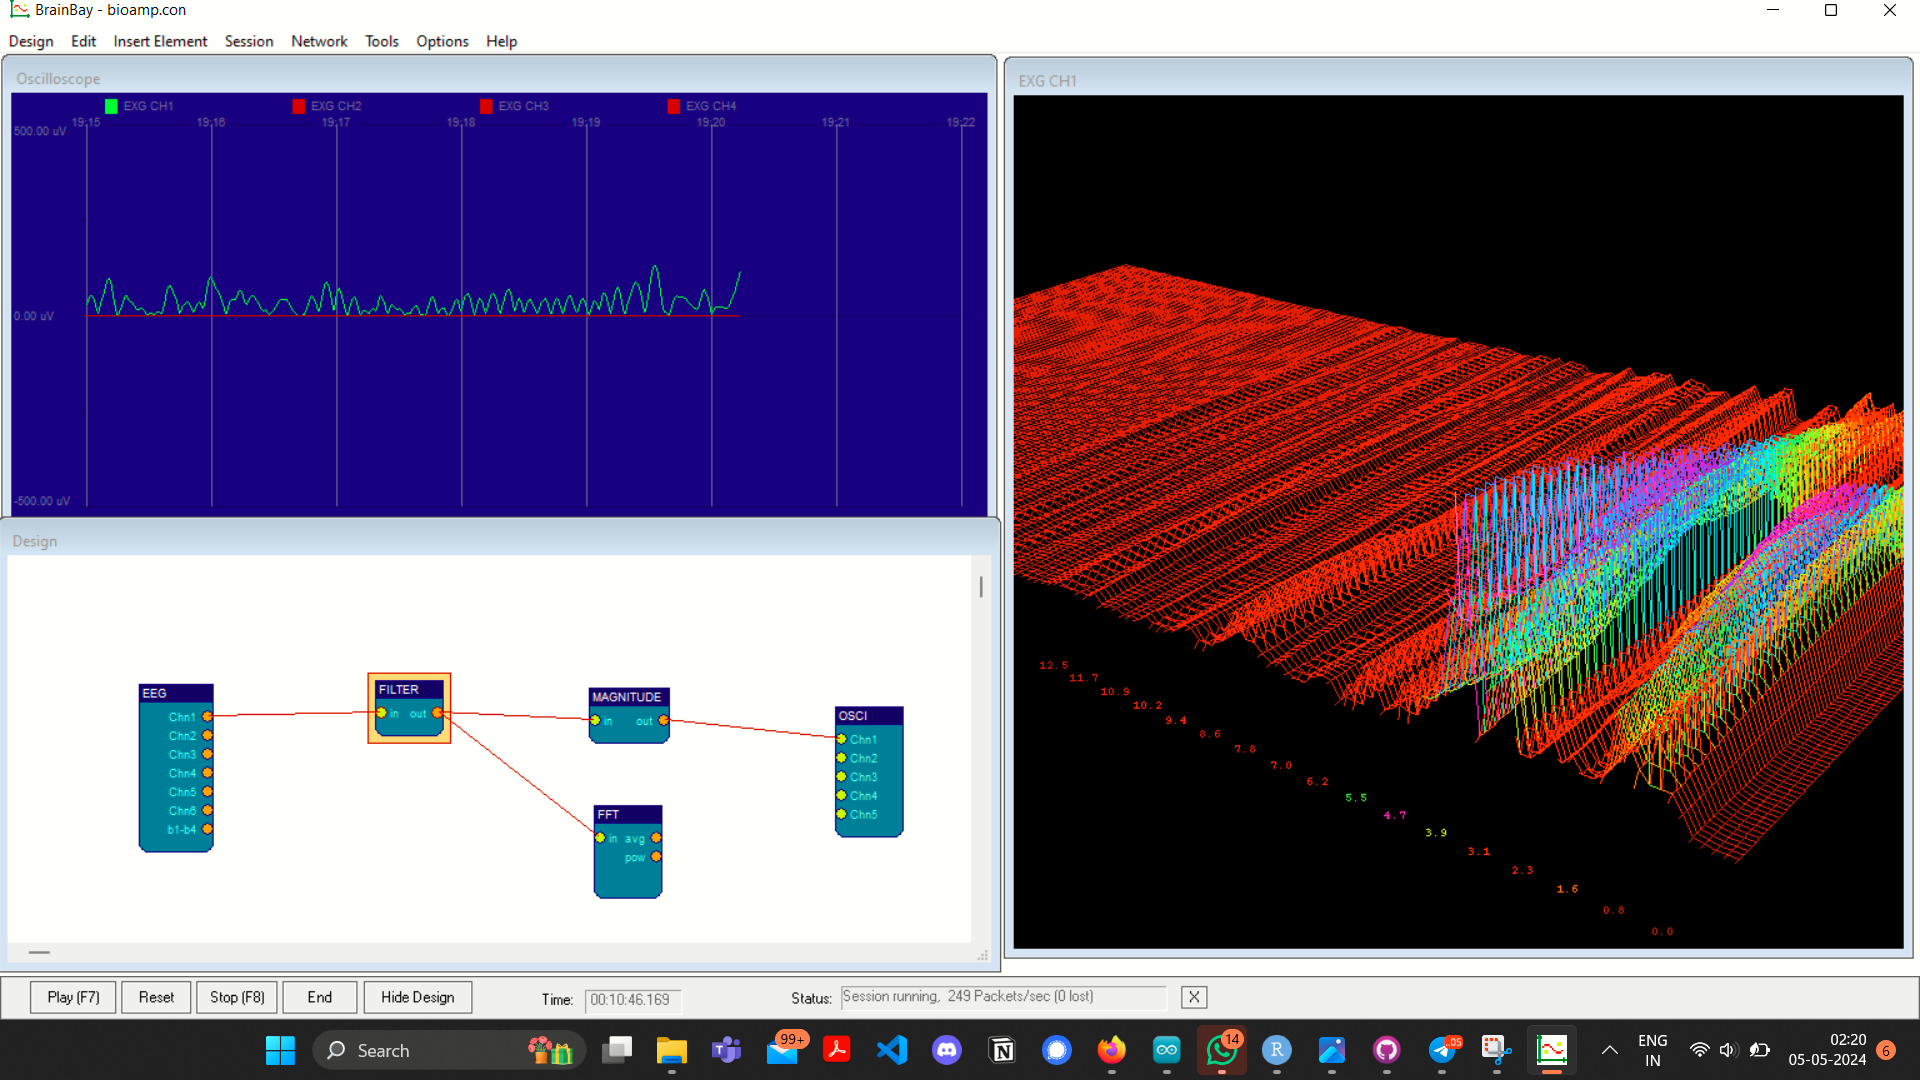 BrainBay - bioamp.con
Design Edit Insert Element Session Network Tools Options Help
Oscilloscope
EXG CH1 EXG CH2 EXG CH3 EXG CH4
19:15 19:16 19:17 19:18 19:19 19:20 19:21 19:22
500.00 uV
0.00 uV
-500.00 uV
EXG CH1
12.5
11.7
10.9
10.2
9.4
8.6
7.8
7.0
6.2
5.5
4.7
3.9
3.1
2.3
1.6
0.8
0.0
Design
EEG
Chn1
Chn2
Chn3
Chn4
Chn5
Chn6
b1-b4
FILTER
in out
MAGNITUDE
in out
FFT
in avg
pow
OSCI
Chn1
Chn2
Chn3
Chn4
Chn5
Play (F7) Reset Stop (F8) End Hide Design Time: 00:10:46.169 Status: Session running, 249 Packets/sec (0 lost) X
Search 99+ 14 .05 ENG 02:20 6
IN 05-05-2024